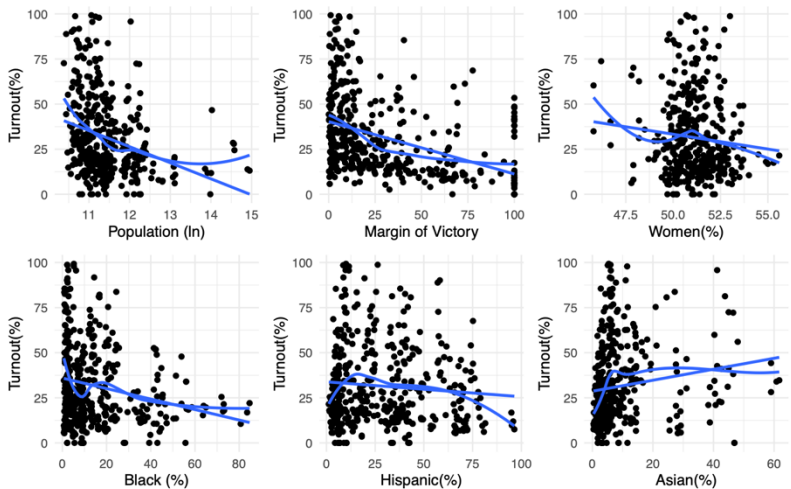 100
75
50
25
0
Turnout(%)
11 12 13 14 15
Population (ln)
100
75
50
25
0
Turnout(%)
0 25 50 75 100
Margin of Victory
100
75
50
25
0
Turnout(%)
47.5 50.0 52.5 55.0
Women(%)
100
75
50
25
0
Turnout(%)
0 20 40 60 80
Black (%)
100
75
50
25
0
Turnout(%)
0 25 50 75 100
Hispanic(%)
100
75
50
25
0
Turnout(%)
0 20 40 60
Asian(%)